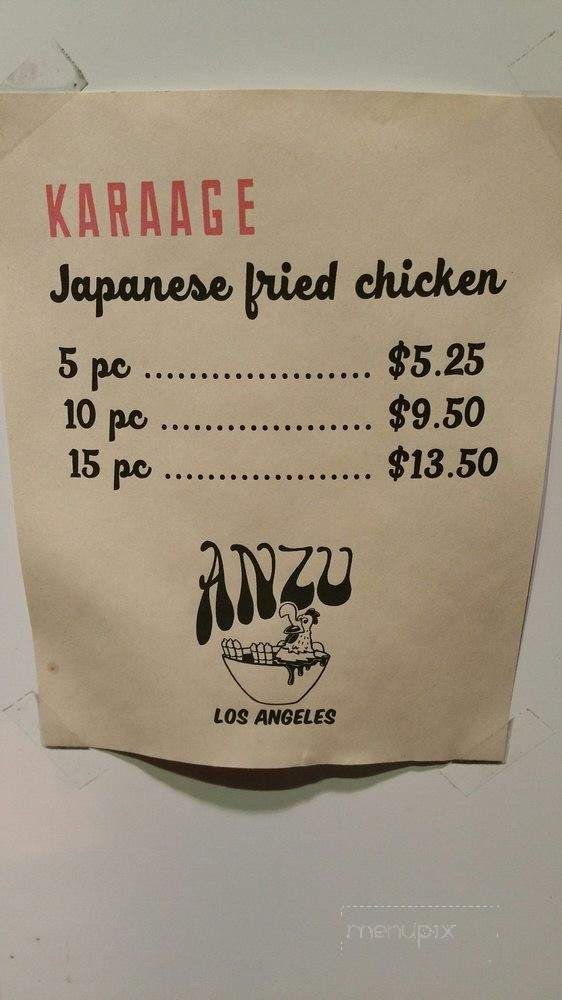 KARAAGE
Japanese fried chicken
5 pc .................... $5.25
10 pc ................... $9.50
15 pc ................... $13.50
ANZU
LOS ANGELES
menupix